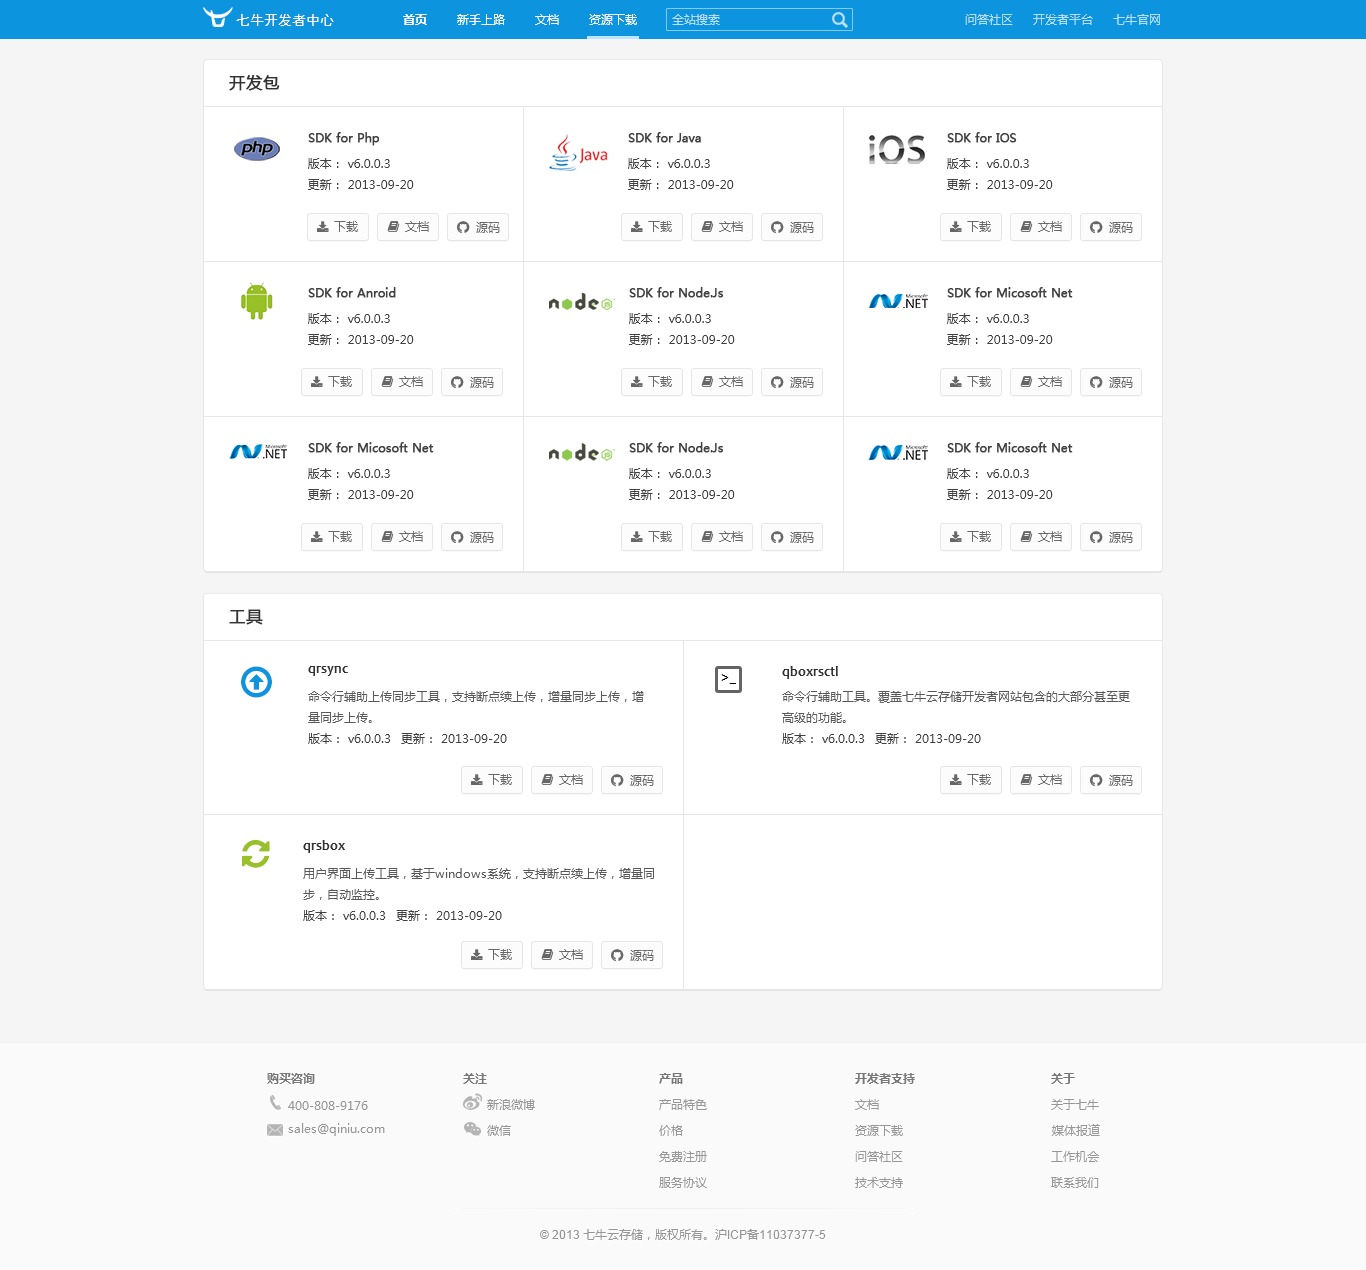 七牛开发者中心 首页 新手上路 文档 资源下载 全站搜索 问答社区 开发者平台 七牛官网
开发包
php
SDK for Php
版本： v6.0.0.3
更新： 2013-09-20
下载 文档 源码
Java
SDK for Java
版本： v6.0.0.3
更新： 2013-09-20
下载 文档 源码
iOS
SDK for IOS
版本： v6.0.0.3
更新： 2013-09-20
下载 文档 源码
SDK for Anroid
版本： v6.0.0.3
更新： 2013-09-20
下载 文档 源码
node js
SDK for Node.Js
版本： v6.0.0.3
更新： 2013-09-20
下载 文档 源码
Microsoft .NET
SDK for Micosoft Net
版本： v6.0.0.3
更新： 2013-09-20
下载 文档 源码
Microsoft .NET
SDK for Micosoft Net
版本： v6.0.0.3
更新： 2013-09-20
下载 文档 源码
node js
SDK for Node.Js
版本： v6.0.0.3
更新： 2013-09-20
下载 文档 源码
Microsoft .NET
SDK for Micosoft Net
版本： v6.0.0.3
更新： 2013-09-20
下载 文档 源码
工具
qrsync
命令行辅助上传同步工具，支持断点续上传，增量同步上传，增
量同步上传。
版本： v6.0.0.3 更新： 2013-09-20
下载 文档 源码
>_
qboxrsctl
命令行辅助工具。覆盖七牛云存储开发者网站包含的大部分甚至更
高级的功能。
版本： v6.0.0.3 更新： 2013-09-20
下载 文档 源码
qrsbox
用户界面上传工具，基于windows系统，支持断点续上传，增量同
步，自动监控。
版本： v6.0.0.3 更新： 2013-09-20
下载 文档 源码
购买咨询
400-808-9176
sales@qiniu.com
关注
新浪微博
微信
产品
产品特色
价格
免费注册
服务协议
开发者支持
文档
资源下载
问答社区
技术支持
关于
关于七牛
媒体报道
工作机会
联系我们
© 2013 七牛云存储，版权所有。沪ICP备11037377-5